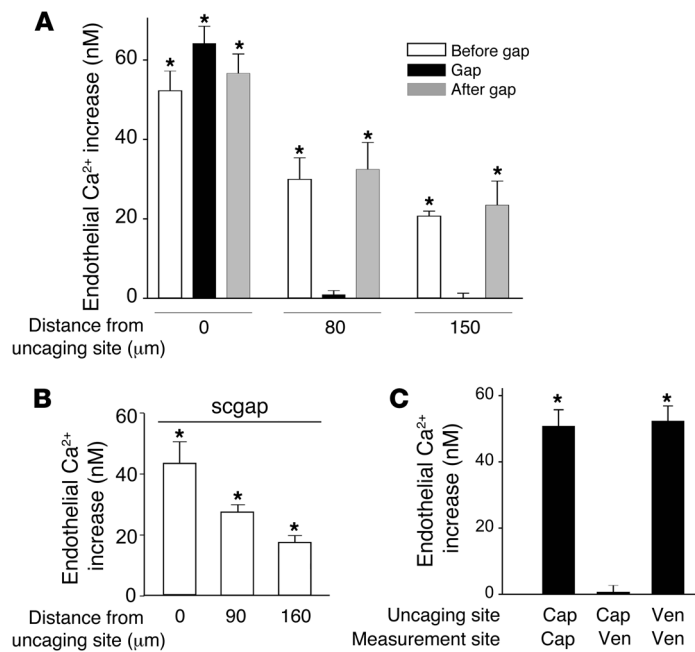 A
Endothelial Ca2+ increase (nM)
60
40
20
0
* * *
* *
* *
Before gap
Gap
After gap
Distance from
uncaging site (μm)
0 80 150
B
scgap
Endothelial Ca2+
increase (nM)
60
40
20
0
* * *
Distance from
uncaging site (μm)
0 90 160
C
Endothelial Ca2+
increase (nM)
60
40
20
0
* *
Uncaging site Cap Cap Ven
Measurement site Cap Ven Ven